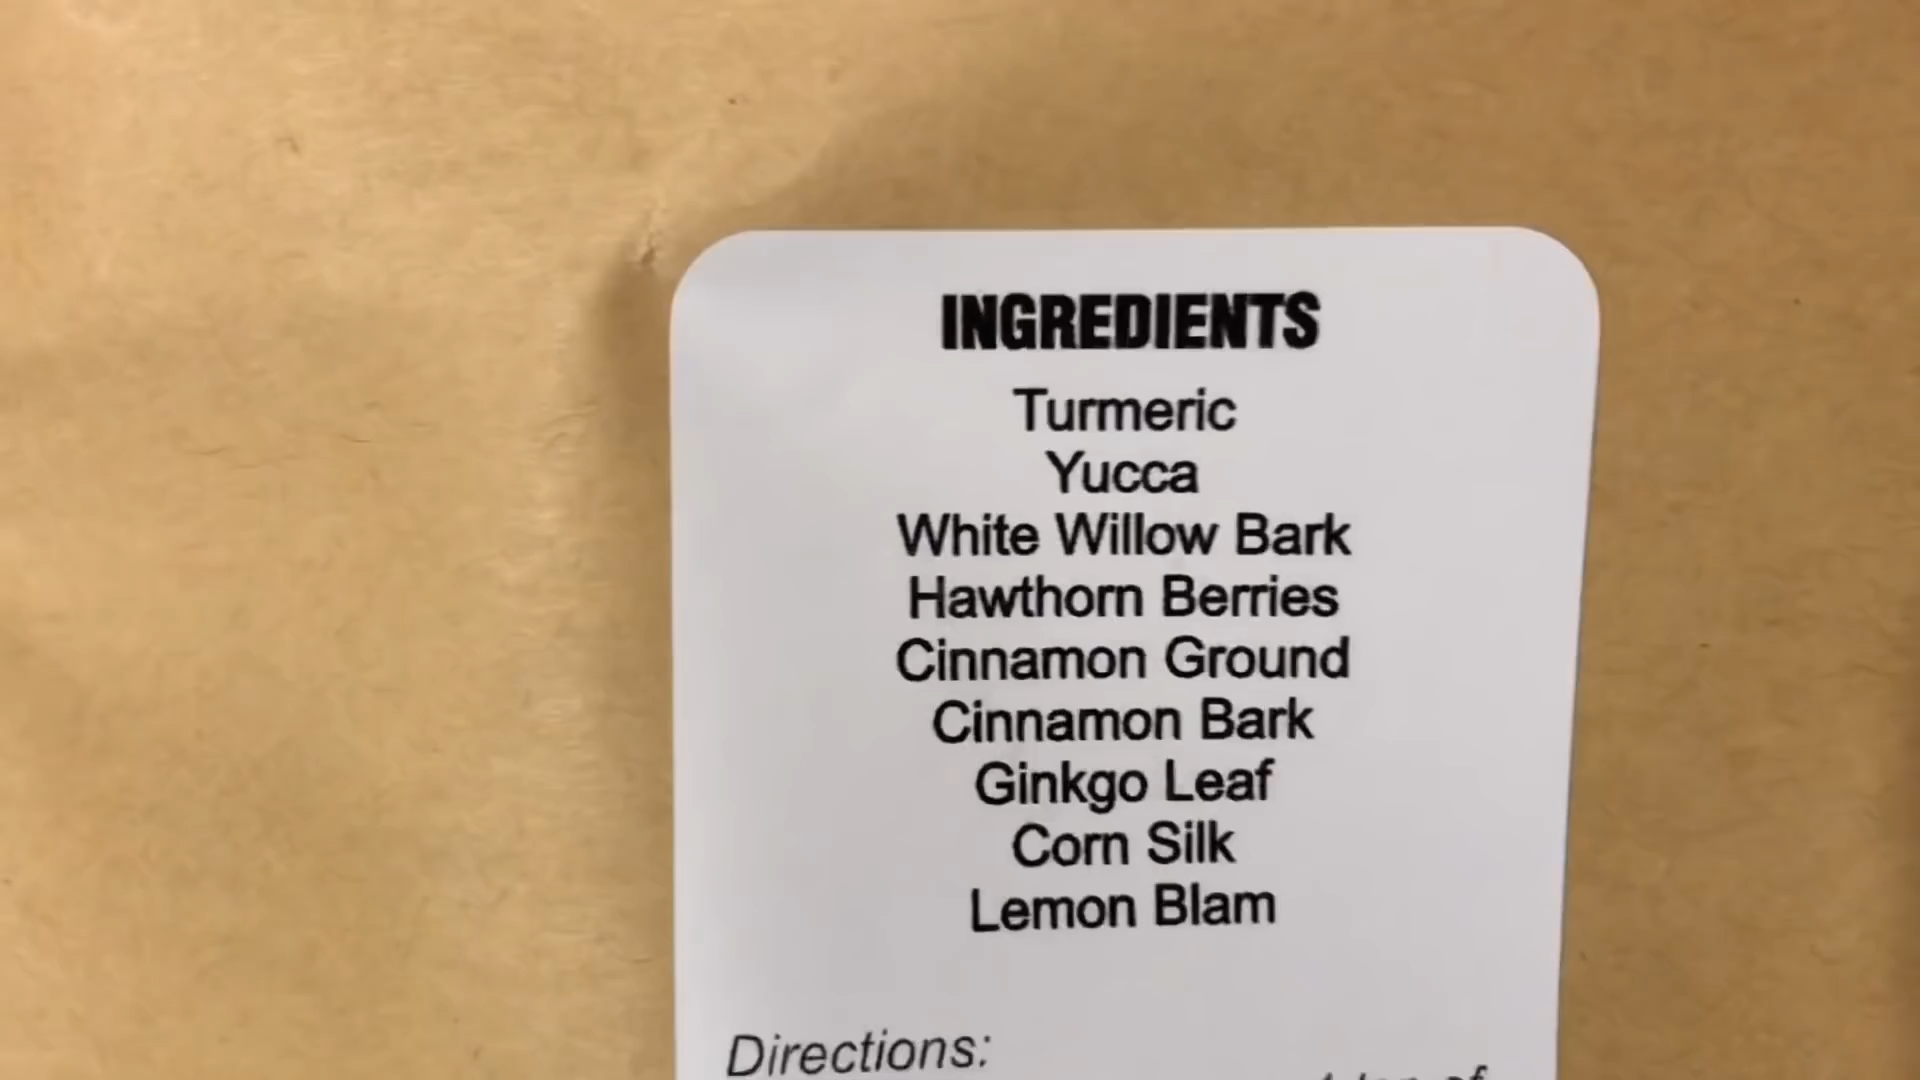 INGREDIENTS
Turmeric
Yucca
White Willow Bark
Hawthorn Berries
Cinnamon Ground
Cinnamon Bark
Ginkgo Leaf
Corn Silk
Lemon Blam
Directions:
of